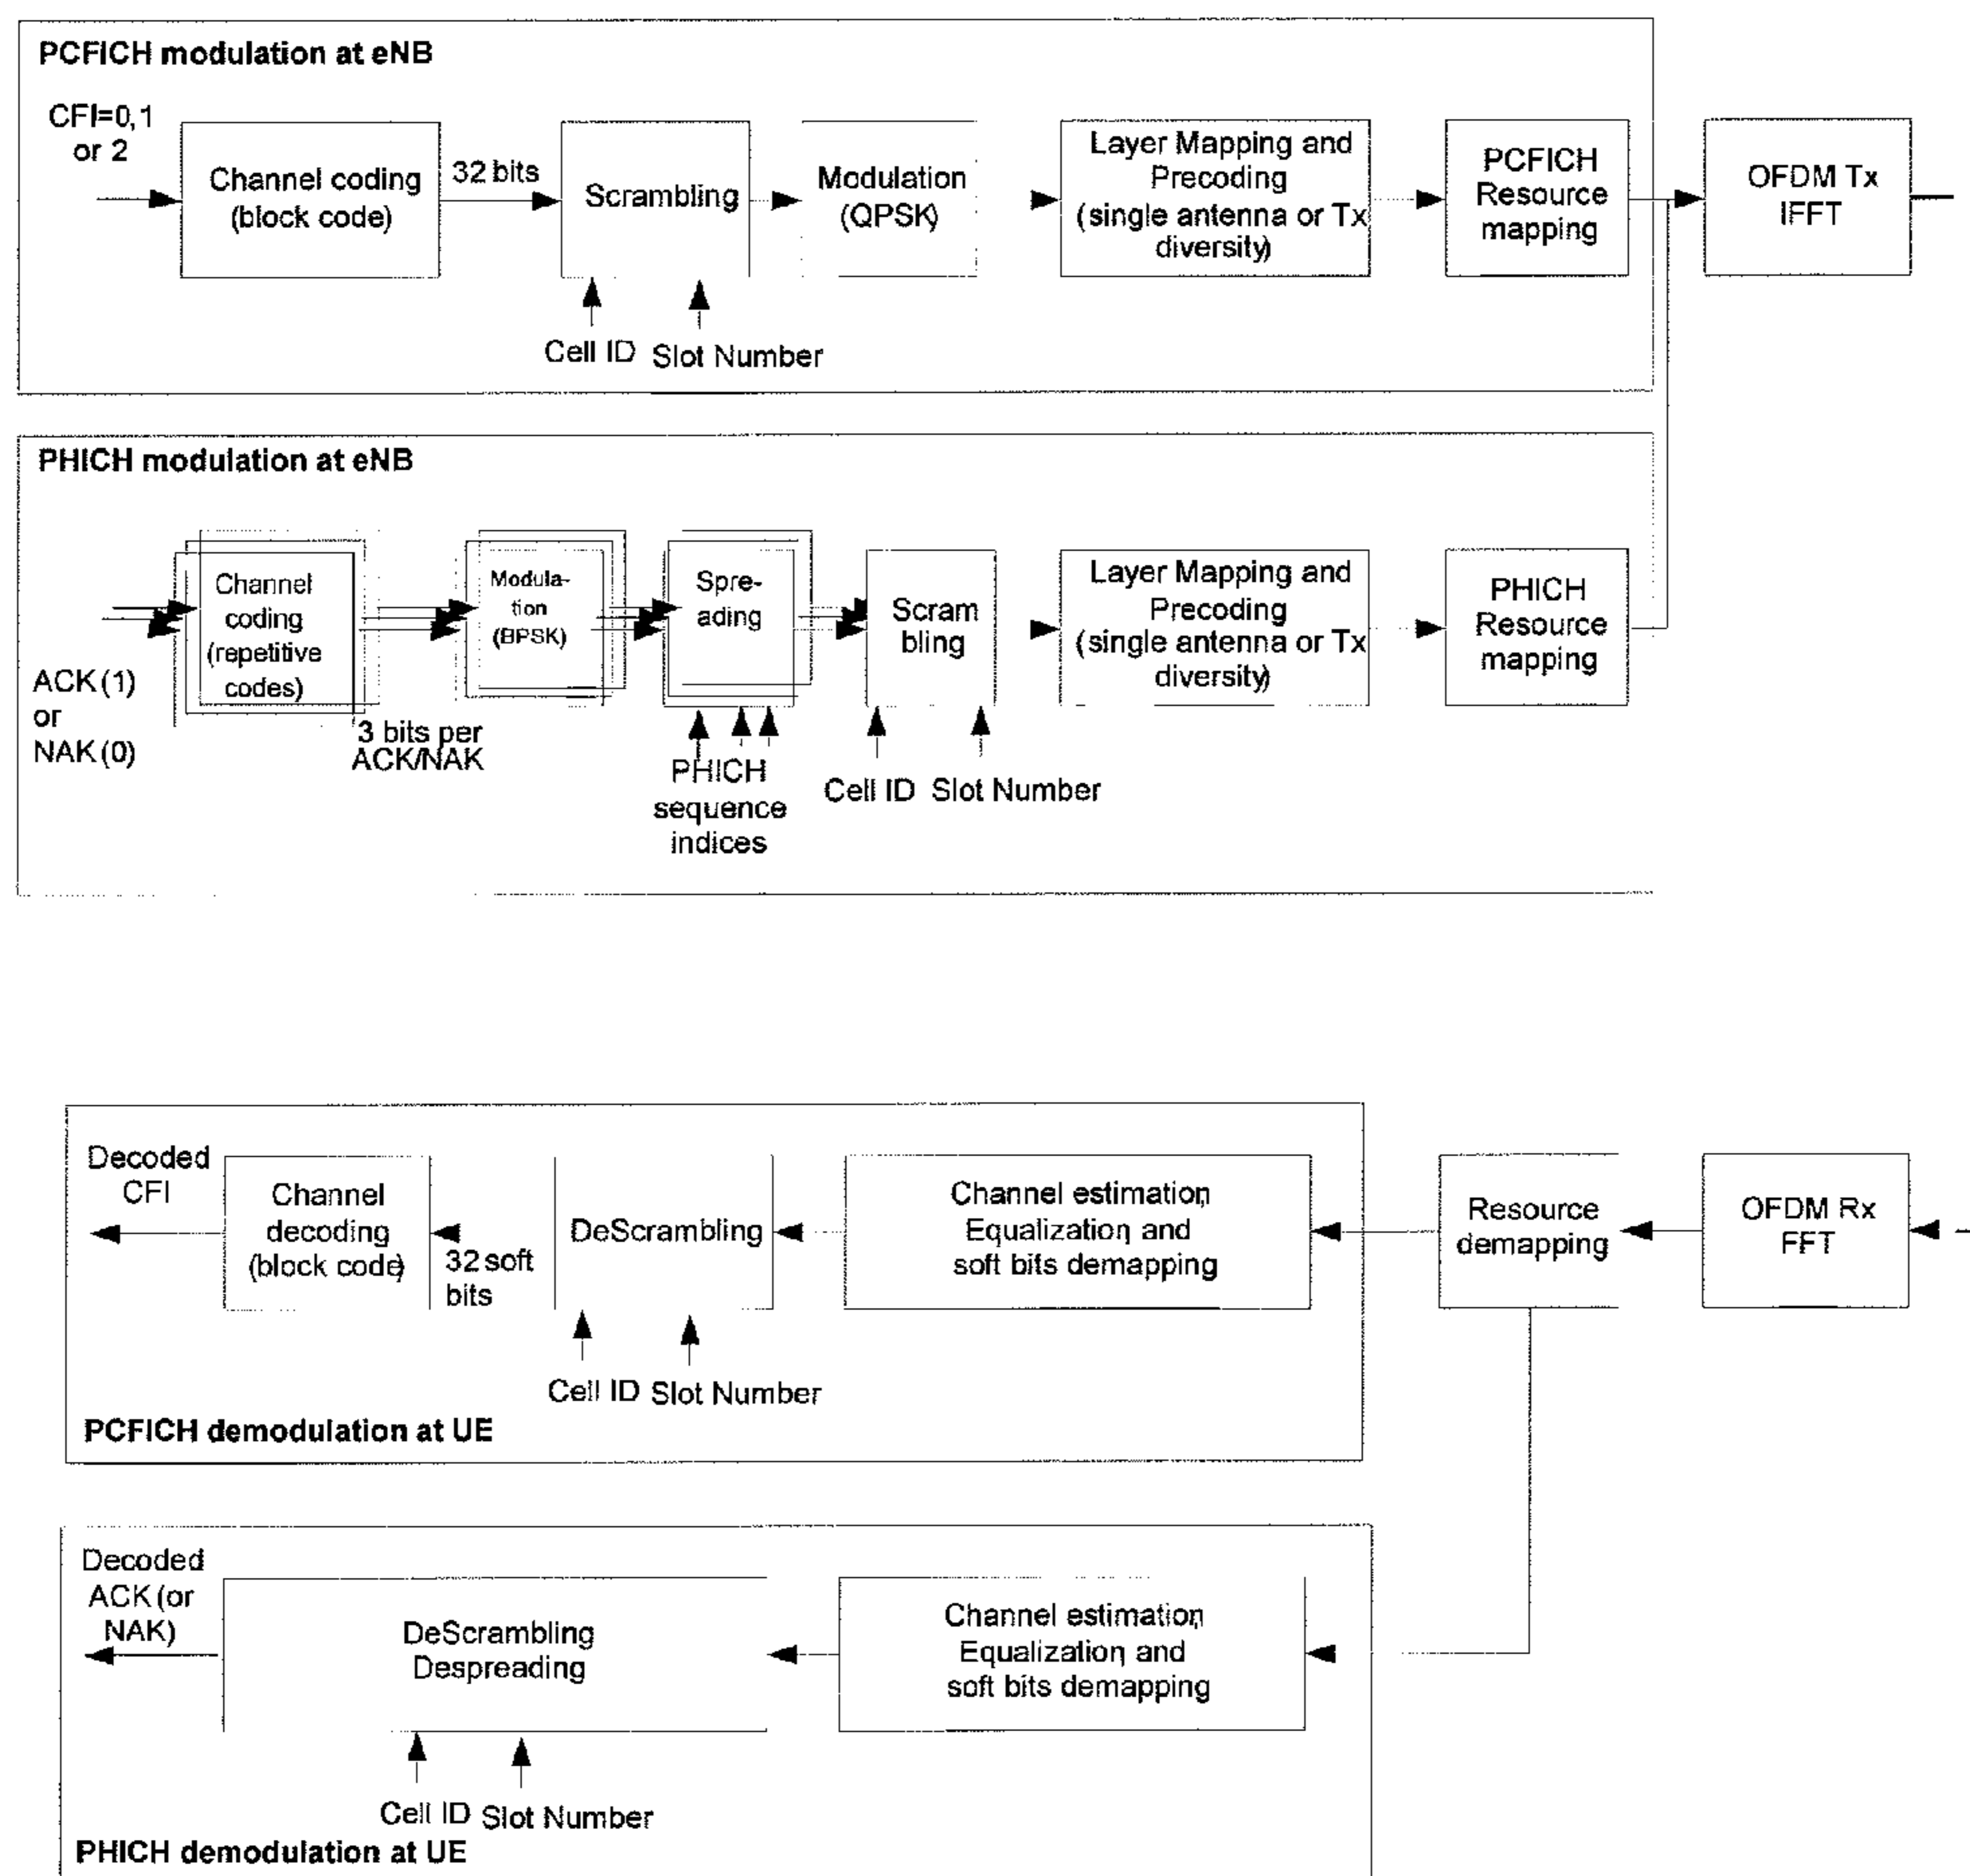 PCFICH modulation at eNB
CFI=0,1
or 2
Channel coding
(block code)
32 bits
Scrambling
Modulation
(QPSK)
Layer Mapping and
Precoding
(single antenna or Tx
diversity)
PCFICH
Resource
mapping
OFDM Tx
IFFT
Cell ID
Slot Number
PHICH modulation at eNB
ACK (1)
or
NAK (0)
Channel
coding
(repetitive
codes)
3 bits per
ACK/NAK
Modula-
tion
(BPSK)
Spre-
ading
PHICH
sequence
indices
Scram
bling
Cell ID
Slot Number
Layer Mapping and
Precoding
(single antenna or Tx
diversity)
PHICH
Resource
mapping
Decoded
CFI
Channel
decoding
(block code)
32 soft
bits
DeScrambling
Channel estimation,
Equalization, and
soft bits demapping
Resource
demapping
OFDM Rx
FFT
Cell ID
Slot Number
PCFICH demodulation at UE
Decoded
ACK (or
NAK)
DeScrambling
Despreading
Channel estimation,
Equalization, and
soft bits demapping
Cell ID
Slot Number
PHICH demodulation at UE